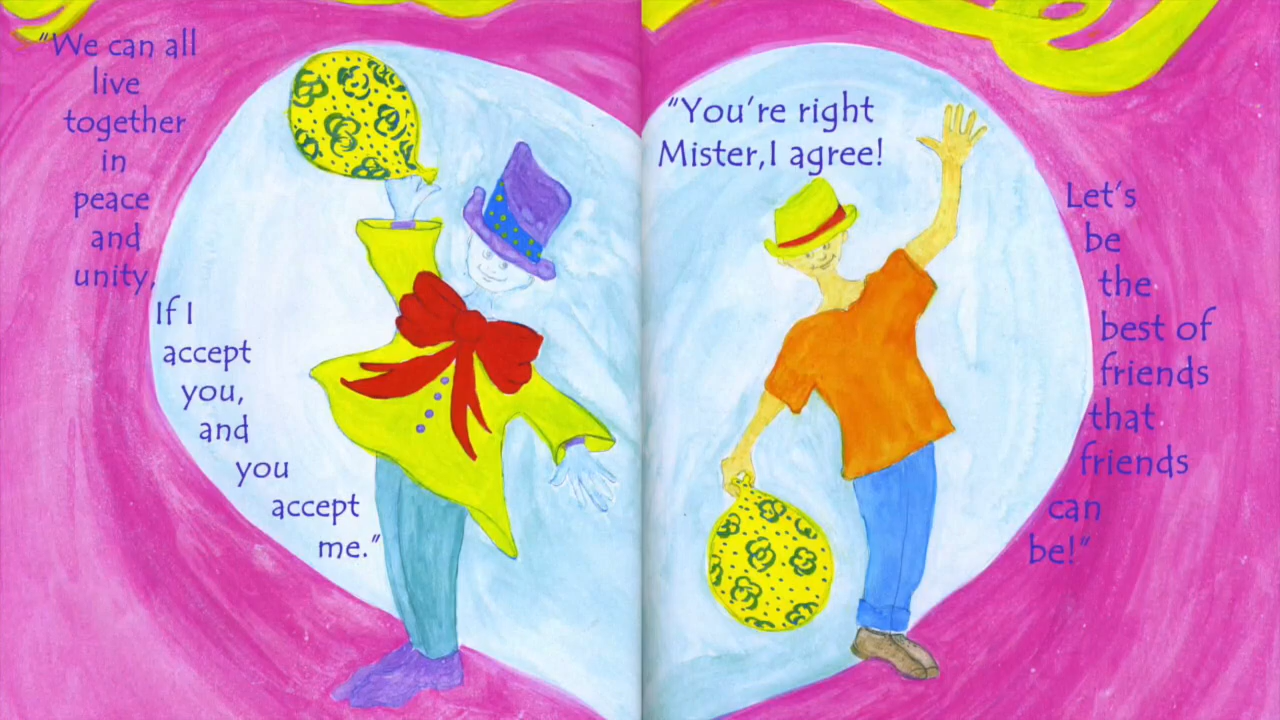 "We can all
live
together
in
peace
and
unity,
If I
accept
you,
and
you
accept
me."
"You're right
Mister,I agree!
Let's
be
the
best of
friends
that
friends
can
be!"